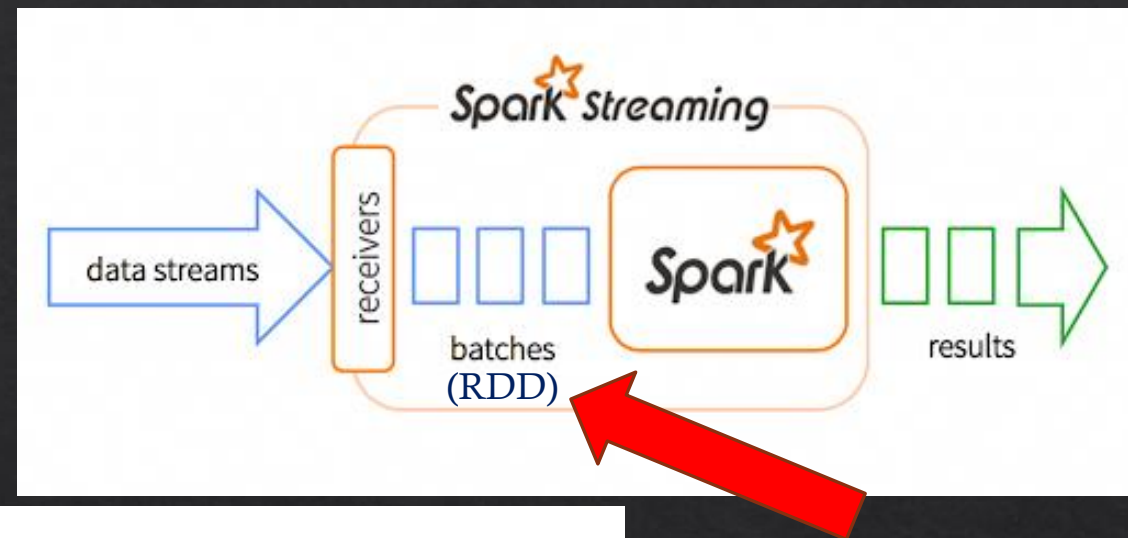 Spark Streaming
receivers
data streams
Spark
batches
(RDD)
results